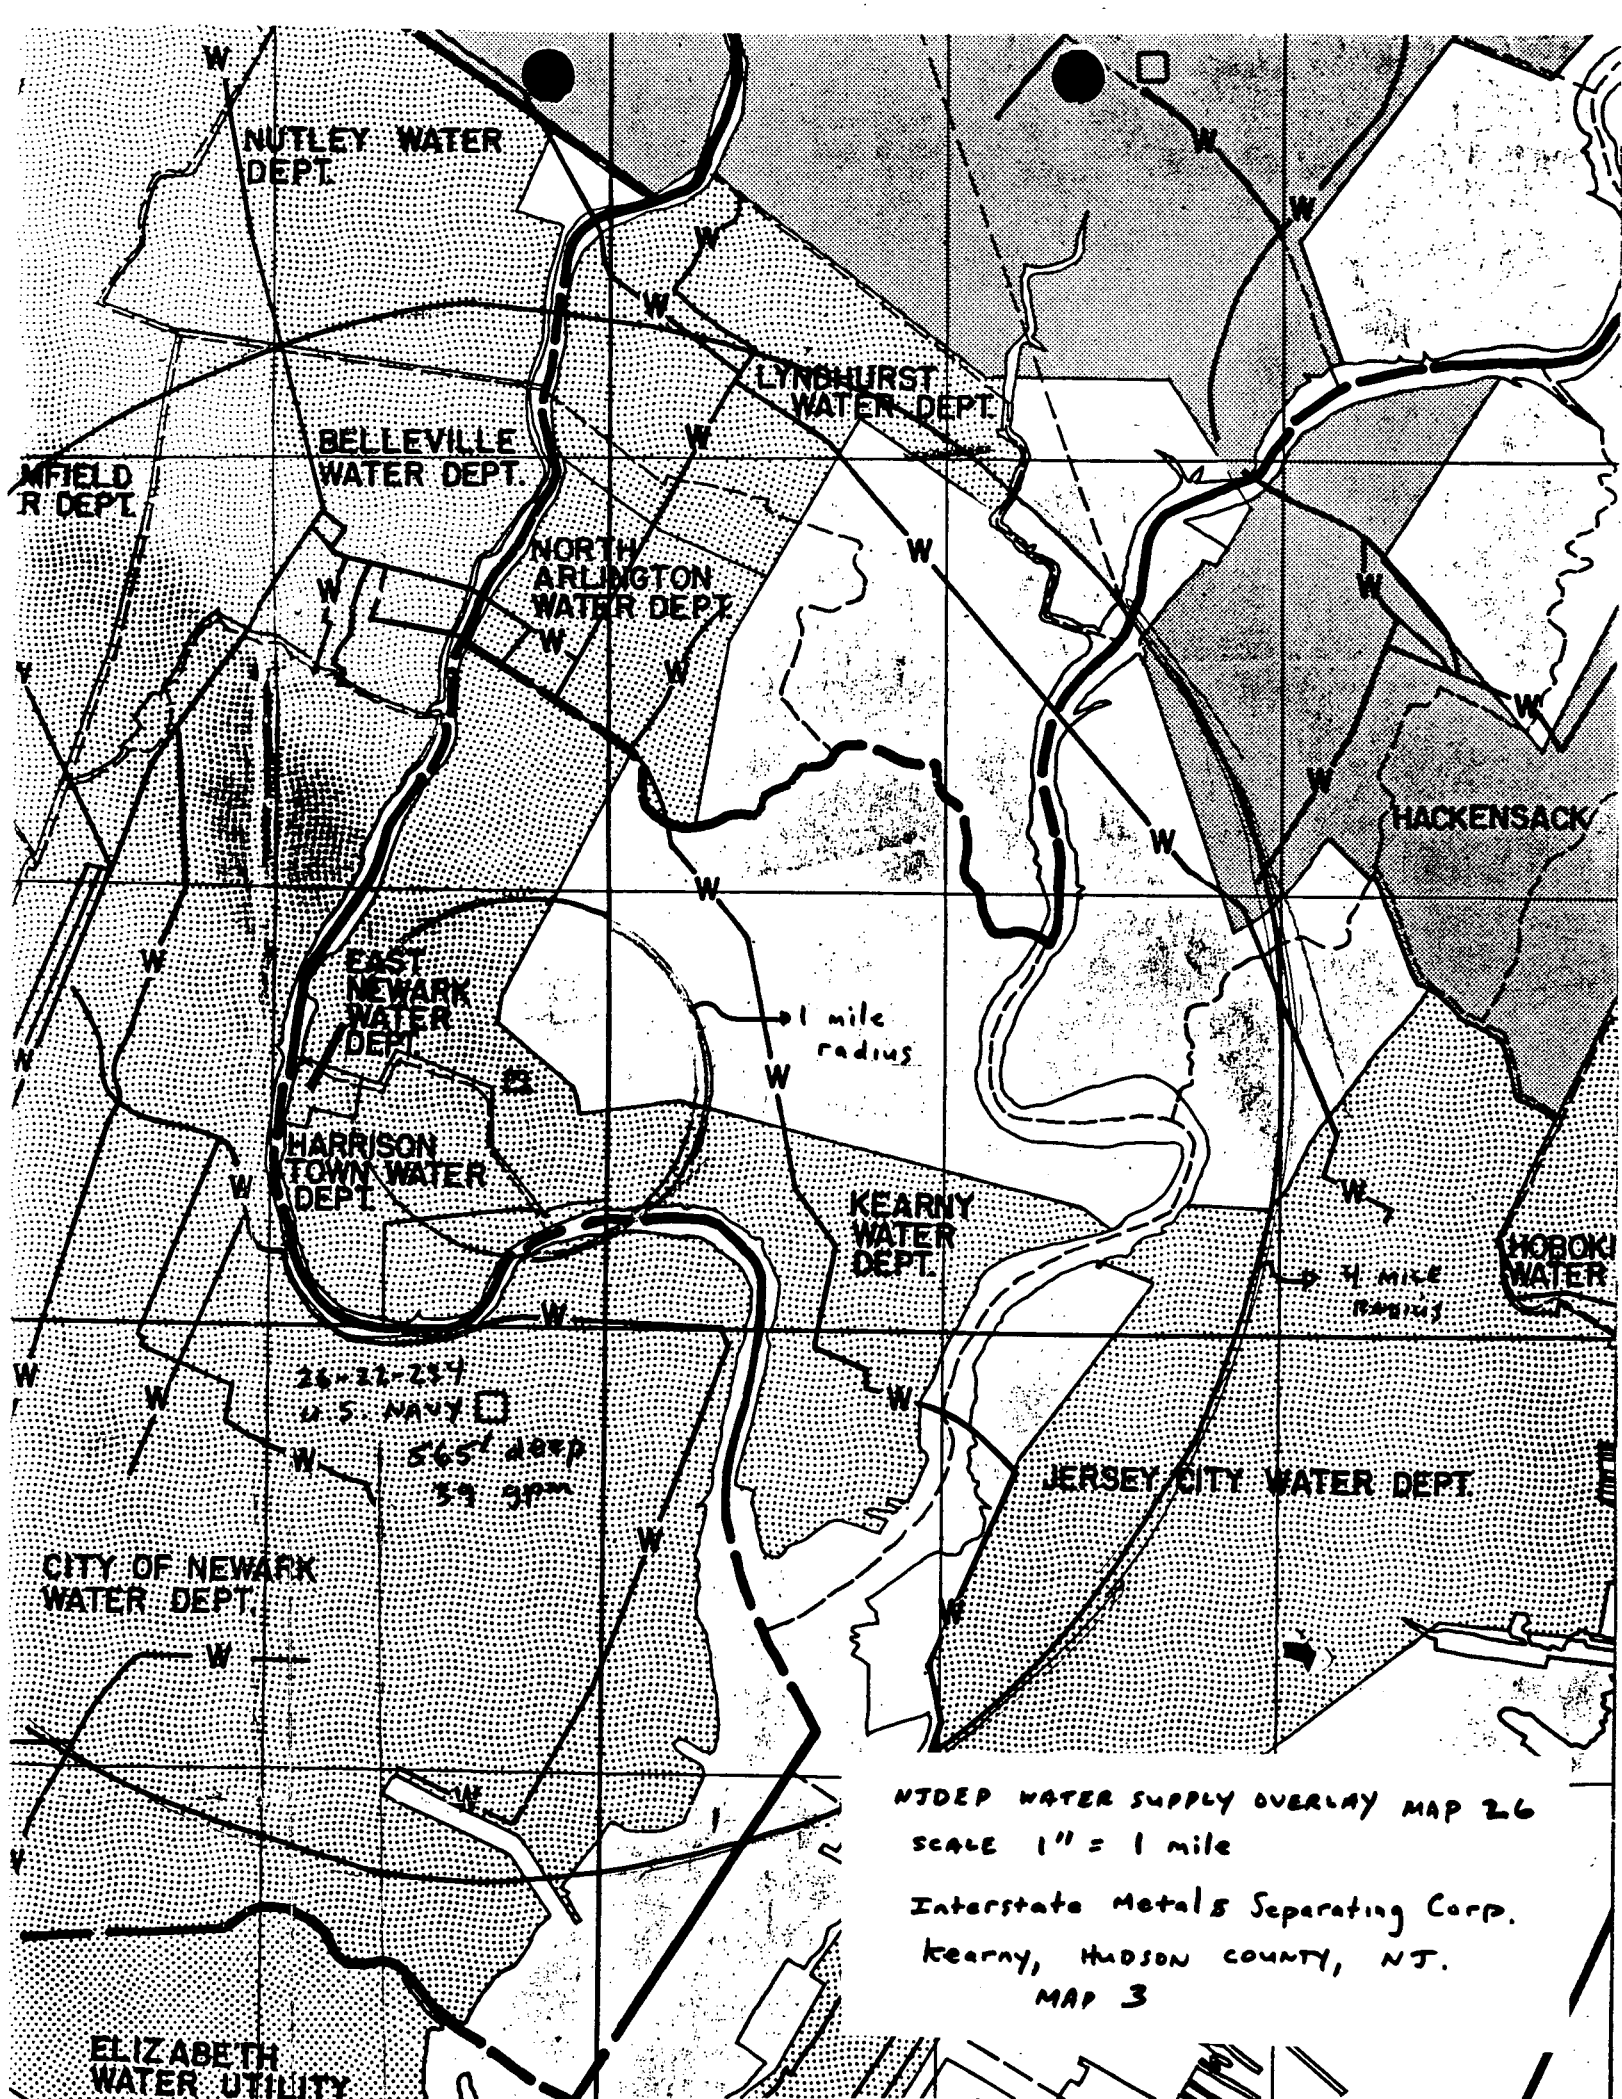 W
NUTLEY WATER
DEPT.
W
W
W
W
LYNDHURST
WATER DEPT.
BELLEVILLE
WATER DEPT.
W
MFIELD
R DEPT.
NORTH
ARLINGTON
WATER DEPT.
W
W
W
W
W
W
W
W
HACKENSACK
W
W
W
EAST
NEWARK
WATER
DEPT.
1 mile
radius
W
W
HARRISON
TOWN WATER
DEPT.
W
W
KEARNY
WATER
DEPT.
HOBOK
WATER
4 MILE
RADIUS
W
W
26-22-284
U.S. NAVY
565' deep
39 gpm
W
W
W
JERSEY CITY WATER DEPT.
W
CITY OF NEWARK
WATER DEPT.
W
W
W
NJDEP WATER SUPPLY OVERLAY MAP 26
SCALE 1" = 1 mile
Interstate Metals Separating Corp.
Kearny, HUDSON COUNTY, NJ.
MAP 3
ELIZABETH
WATER UTILITY